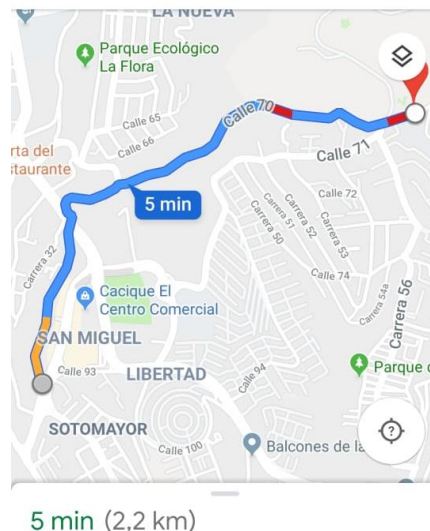 LA NUEVA
Parque Ecológico
La Flora
Calle 65
Calle 66
Calle 70
Calle 71
rta del
staurante
5 min
Calle 72
Carrera 50
Carrera 51
Carrera 52
Carrera 53
Carrera 32
Calle 74
Carrera 54a
Carrera 56
Cacique El
Centro Comercial
SAN MIGUEL
Calle 93
LIBERTAD
Calle 94
Parque d
SOTOMAYOR
Calle 100
Balcones de la
?
5 min (2,2 km)